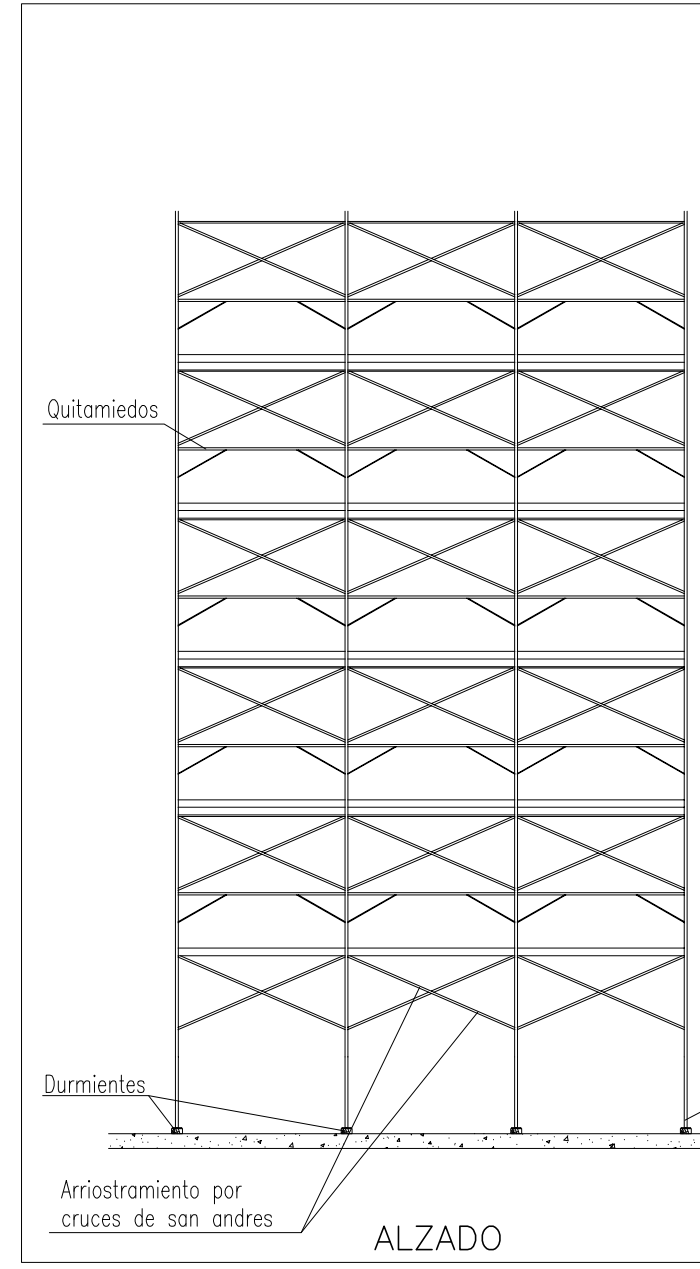 Quitamiedos
Durmientes
Arriostramiento por
cruces de san andres
ALZADO